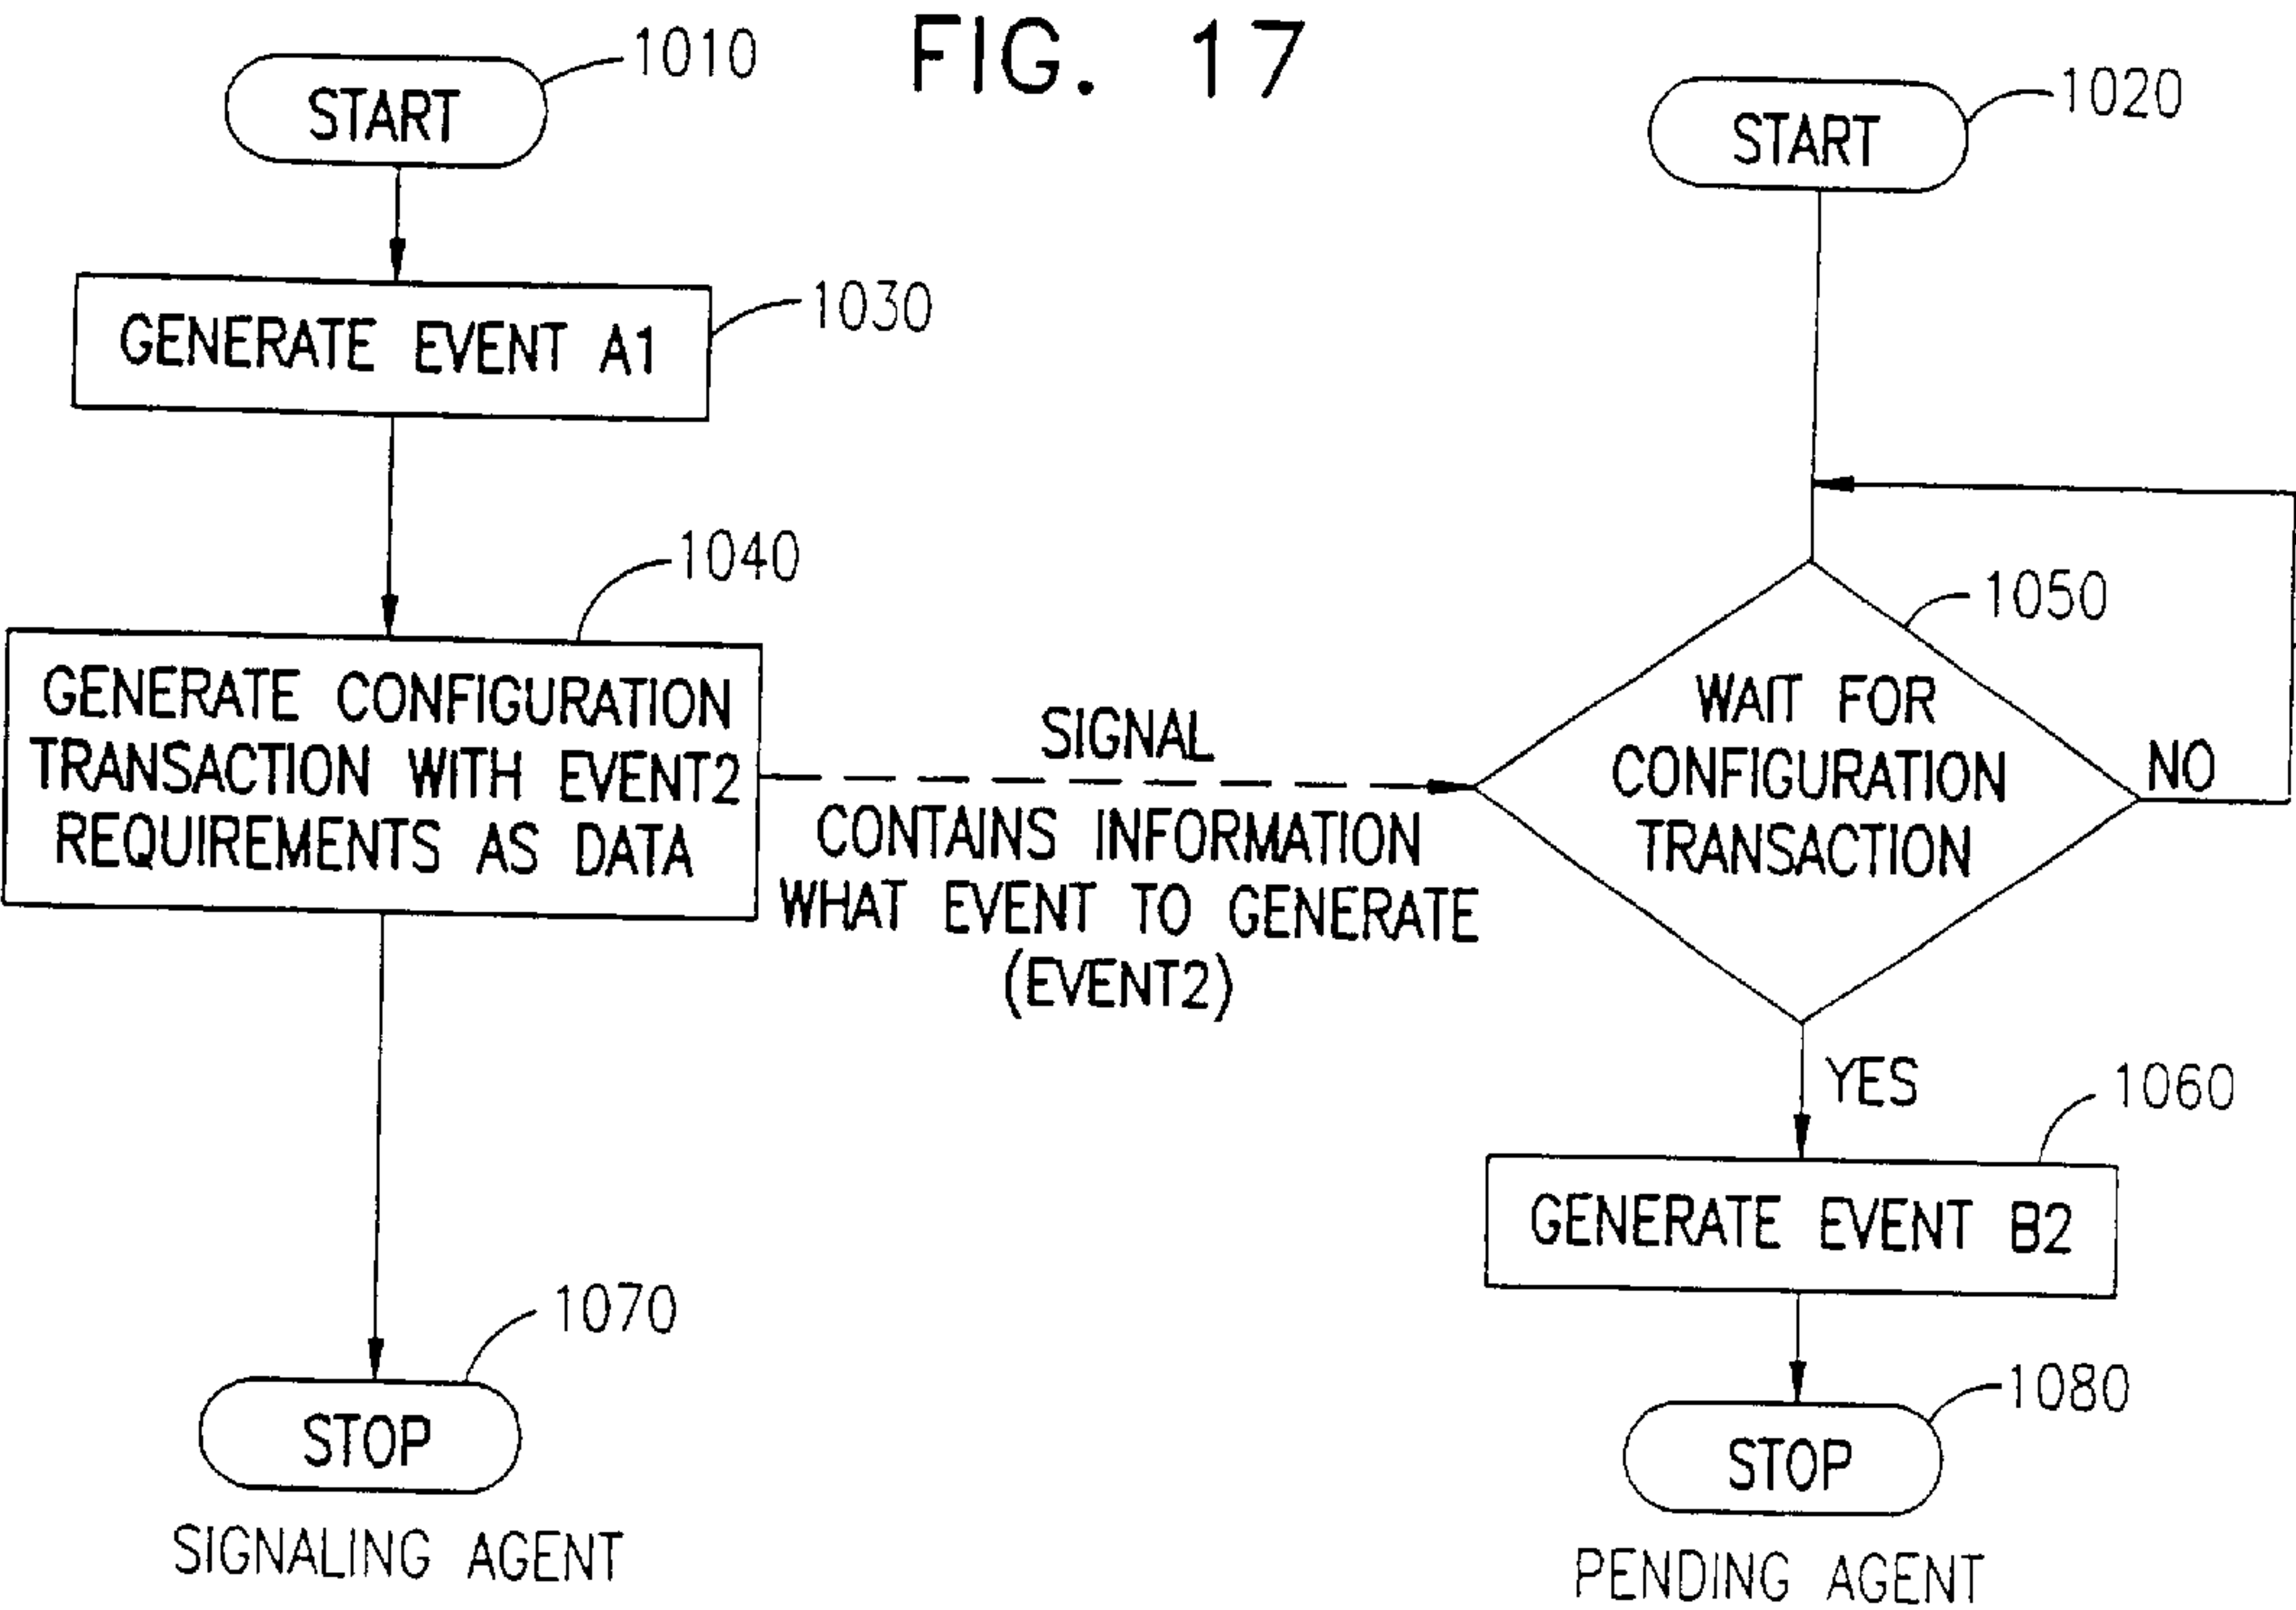 FIG. 17
1010
START
1020
START
1030
GENERATE EVENT A1
1040
GENERATE CONFIGURATION
TRANSACTION WITH EVENT2
REQUIREMENTS AS DATA
SIGNAL
CONTAINS INFORMATION
WHAT EVENT TO GENERATE
(EVENT2)
1050
WAIT FOR
CONFIGURATION
TRANSACTION
NO
YES
1060
GENERATE EVENT B2
1070
STOP
1080
STOP
SIGNALING AGENT
PENDING AGENT